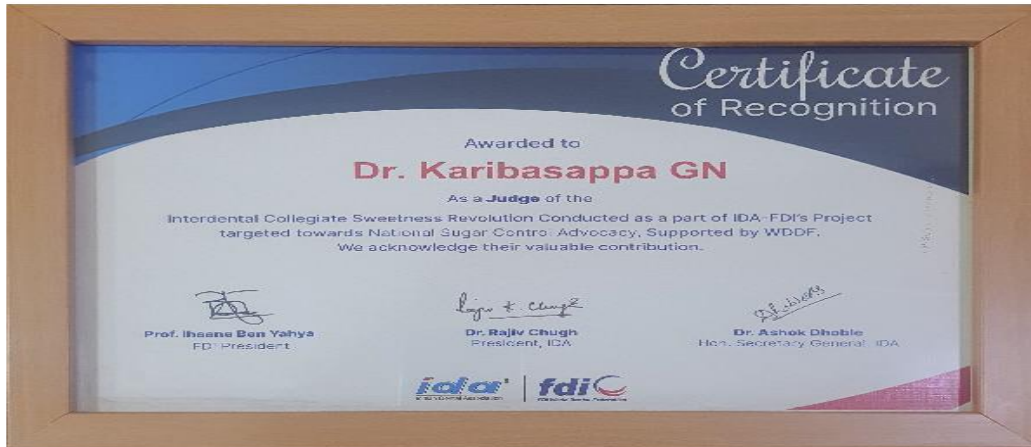 Certificate
of Recognition
Awarded to
Dr. Karibasappa GN
As a Judge of the
Interdental Collegiate Sweetness Revolution Conducted as a part of IDA-FDI's Project
targeted towards National Sugar Control Advocacy, Supported by WDDF.
We acknowledge their valuable contribution.
Rajiv K Chugh
Prof. Ihsane Ben Yahya
FDI President
Dr. Rajiv Chugh
President, IDA
Dr. Ashok Dhoble
Hon. Secretary General, IDA
ida
fdi